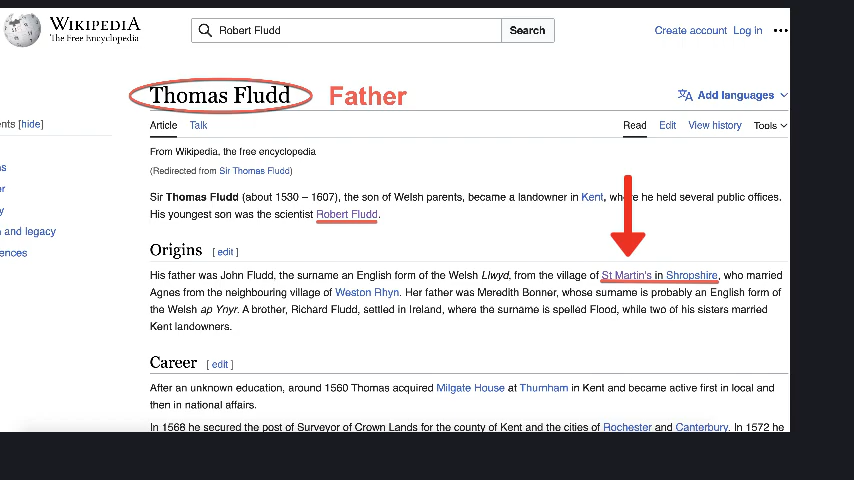 WIKIPEDIA
The Free Encyclopedia
Robert Fludd
Search
Create account Log in •••
Thomas Fludd
Father
Add languages
ents [hide]
Article Talk
Read Edit View history Tools
From Wikipedia, the free encyclopedia
(Redirected from Sir Thomas Fludd)
s
er
y
n and legacy
ences
Sir Thomas Fludd (about 1530 – 1607), the son of Welsh parents, became a landowner in Kent, where he held several public offices.
His youngest son was the scientist Robert Fludd.
Origins [ edit ]
His father was John Fludd, the surname an English form of the Welsh Llwyd, from the village of St Martin's in Shropshire, who married
Agnes from the neighbouring village of Weston Rhyn. Her father was Meredith Bonner, whose surname is probably an English form of
the Welsh ap Ynyr. A brother, Richard Fludd, settled in Ireland, where the surname is spelled Flood, while two of his sisters married
Kent landowners.
Career [ edit ]
After an unknown education, around 1560 Thomas acquired Milgate House at Thurnham in Kent and became active first in local and
then in national affairs.
In 1568 he secured the post of Surveyor of Crown Lands for the county of Kent and the cities of Rochester and Canterbury. In 1572 he